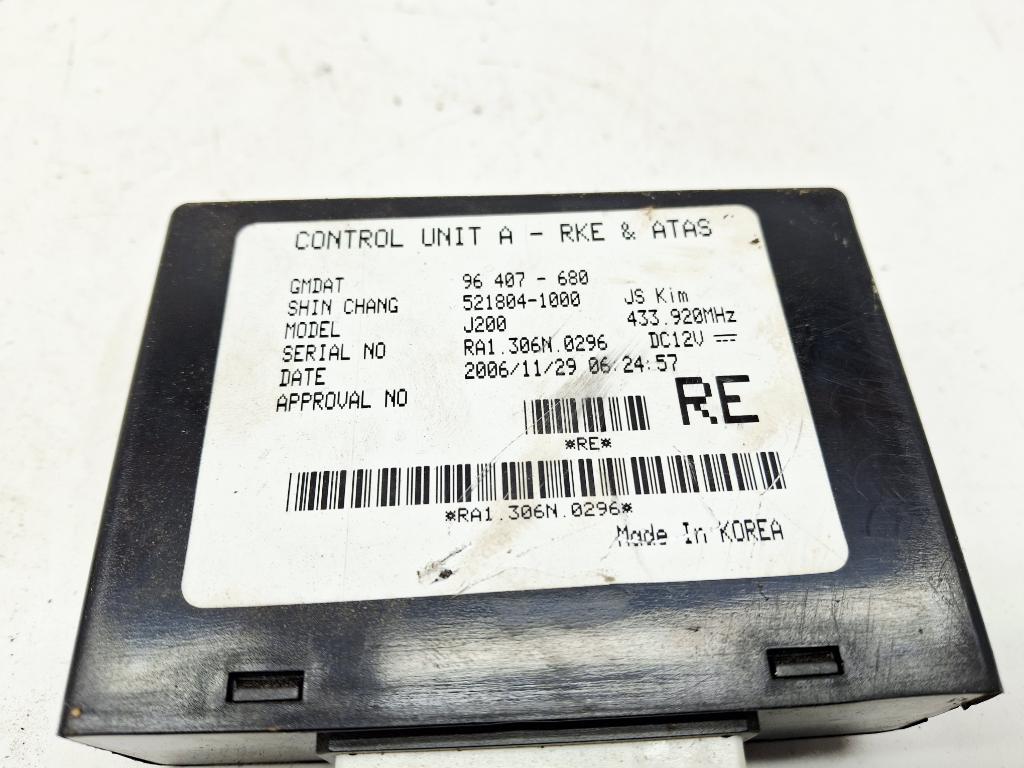 CONTROL UNIT A - RKE & ATAS
GMDAT 96 407 - 680
SHIN CHANG 521804-1000 JS Kim
MODEL J200 433.920MHz
SERIAL NO RA1.306N.0296 DC12V ⎓
DATE 2006/11/29 06:24:57
APPROVAL NO
RE
*RE*
*RA1.306N.0296*
Made In KOREA